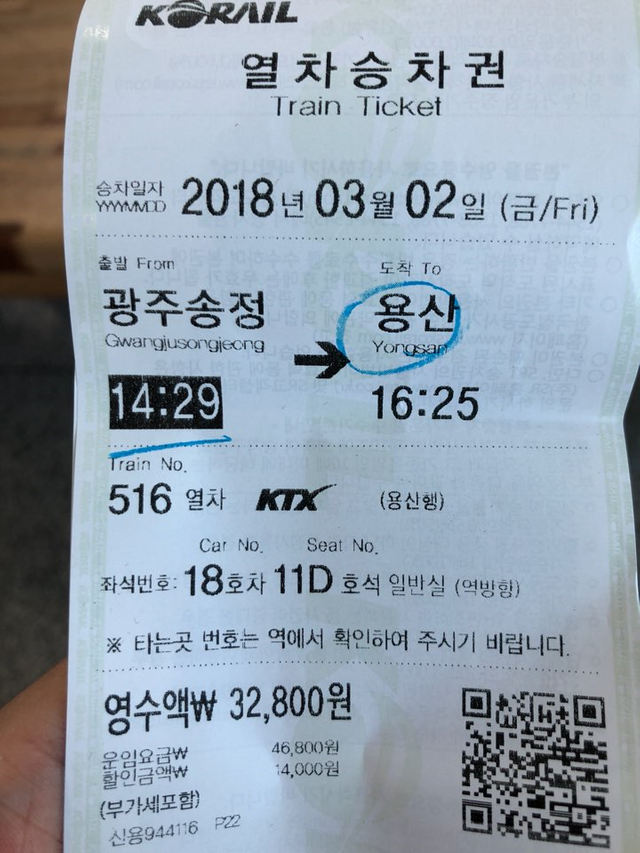 KORAIL
열차승차권
Train Ticket
승차일자
YYYYMMDD 2018년 03월 02일 (금/Fri)
출발 From 도착 To
광주송정 용산
Gwangjusongjeong Yongsan
14:29 16:25
Train No.
516 열차 KTX (용산행)
Car No. Seat No.
좌석번호: 18호차 11D 호석 일반실 (역방향)
※ 타는곳 번호는 역에서 확인하여 주시기 바랍니다.
영수액₩ 32,800원
운임요금₩ 46,800원
할인금액₩ 14,000원
(부가세포함)
신용944116 P22